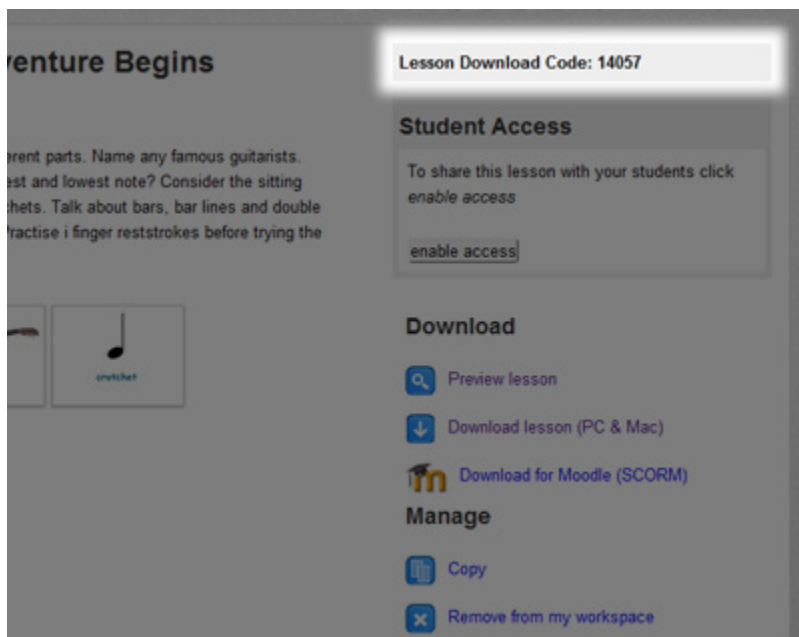 venture Begins
erent parts. Name any famous guitarists.
est and lowest note? Consider the sitting
chets. Talk about bars, bar lines and double
Practise i finger reststrokes before trying the
crotchet
Lesson Download Code: 14057
Student Access
To share this lesson with your students click
enable access
enable access
Download
Preview lesson
Download lesson (PC & Mac)
Download for Moodle (SCORM)
Manage
Copy
Remove from my workspace